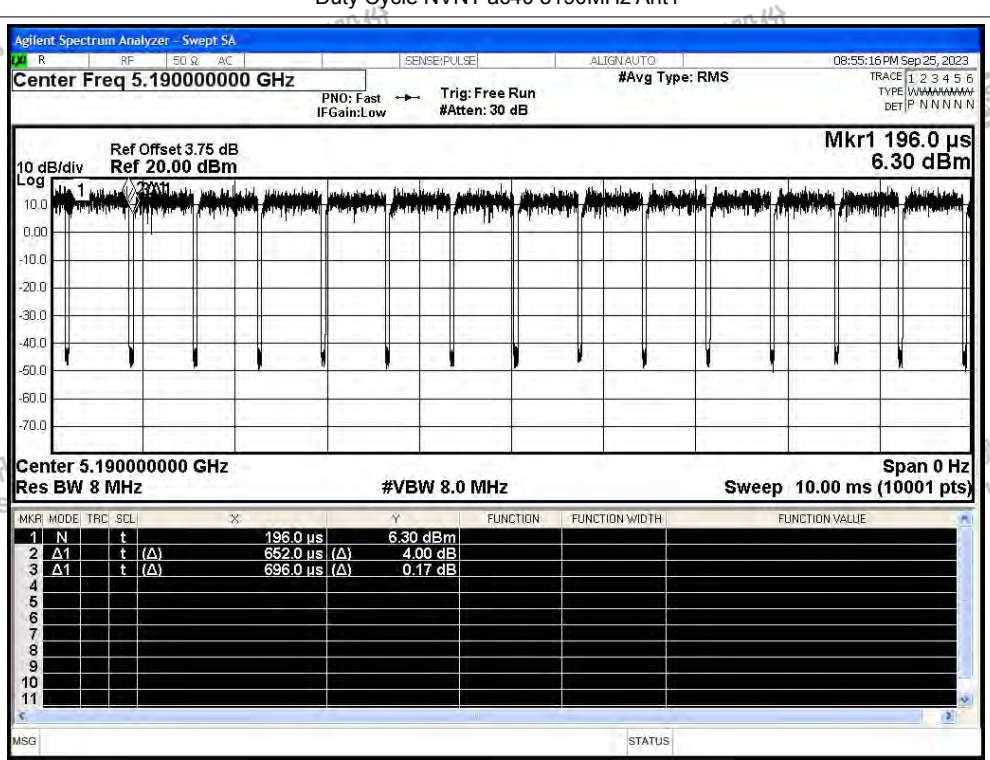 Agilent Spectrum Analyzer - Swept SA
R RF 50 Ω AC SENSE:PULSE ALIGN AUTO 08:55:16 PM Sep 25, 2023
Center Freq 5.190000000 GHz #Avg Type: RMS TRACE 1 2 3 4 5 6
PNO: Fast Trig: Free Run TYPE
IFGain:Low #Atten: 30 dB DET P N N N N N
Mkr1 196.0 µs
Ref Offset 3.75 dB
10 dB/div Ref 20.00 dBm 6.30 dBm
Log
1
10.0
0.00
-10.0
-20.0
-30.0
-40.0
-50.0
-60.0
-70.0
Center 5.190000000 GHz Span 0 Hz
Res BW 8 MHz #VBW 8.0 MHz Sweep 10.00 ms (10001 pts)
MKR MODE TRC SCL X Y FUNCTION FUNCTION WIDTH FUNCTION VALUE
1 N t 196.0 µs 6.30 dBm
2 Δ1 t (Δ) 652.0 µs (Δ) 4.00 dB
3 Δ1 t (Δ) 696.0 µs (Δ) 0.17 dB
4
5
6
7
8
9
10
11
MSG STATUS